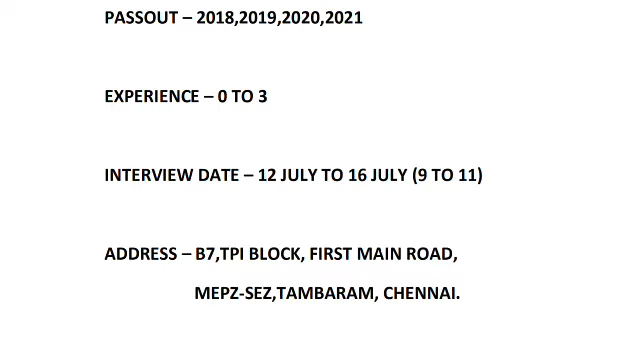 PASSOUT – 2018,2019,2020,2021
EXPERIENCE – 0 TO 3
INTERVIEW DATE – 12 JULY TO 16 JULY (9 TO 11)
ADDRESS – B7,TPI BLOCK, FIRST MAIN ROAD,
MEPZ-SEZ,TAMBARAM, CHENNAI.